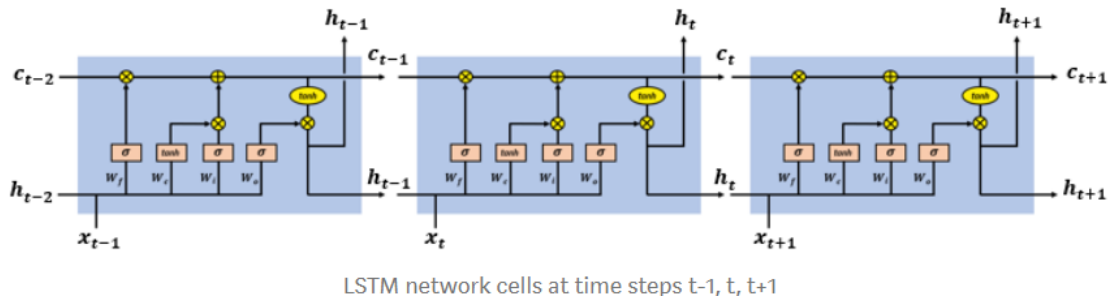 h_{t-1} h_t h_{t+1}
c_{t-2} c_{t-1} c_t c_{t+1}
tanh tanh tanh
σ tanh σ σ σ tanh σ σ σ tanh σ σ
W_f W_c W_i W_o W_f W_c W_i W_o W_f W_c W_i W_o
h_{t-2} h_{t-1} h_t h_{t+1}
x_{t-1} x_t x_{t+1}
LSTM network cells at time steps t-1, t, t+1